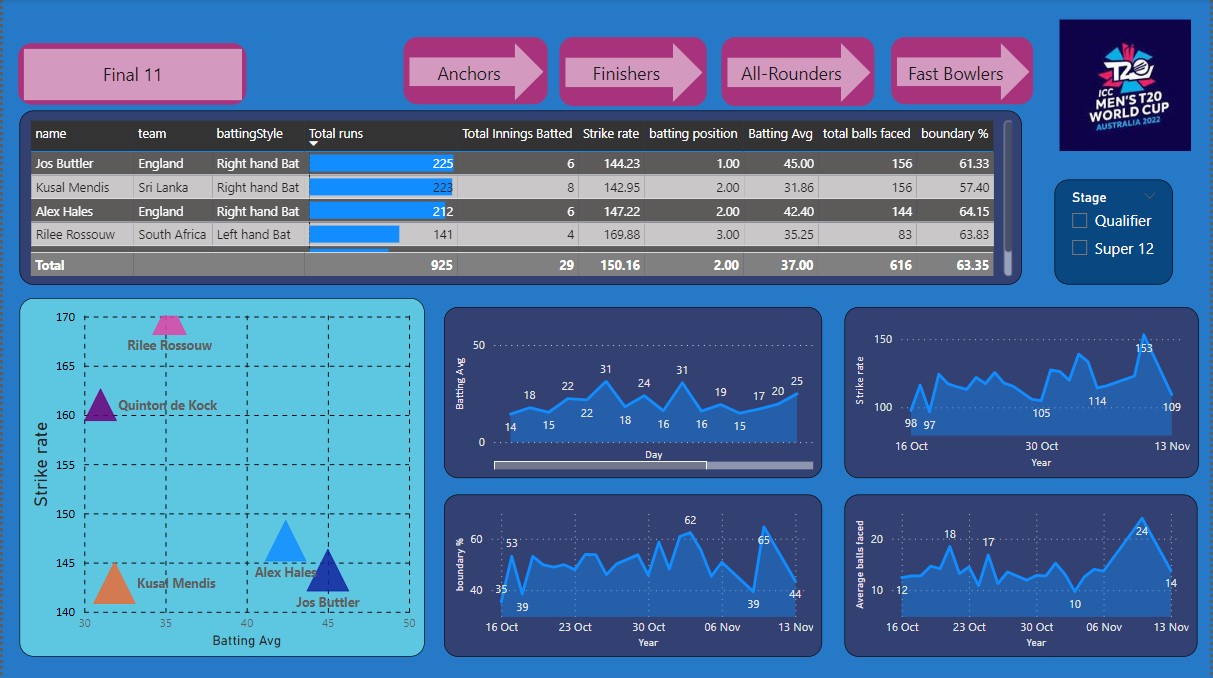 Final 11
Anchors
Finishers
All-Rounders
Fast Bowlers
T20
ICC
MEN'S T20
WORLD CUP
AUSTRALIA 2022
name team battingStyle Total runs Total Innings Batted Strike rate batting position Batting Avg total balls faced boundary %
Jos Buttler England Right hand Bat 225 6 144.23 1.00 45.00 156 61.33
Kusal Mendis Sri Lanka Right hand Bat 223 8 142.95 2.00 31.86 156 57.40
Alex Hales England Right hand Bat 212 6 147.22 2.00 42.40 144 64.15
Rilee Rossouw South Africa Left hand Bat 141 4 169.88 3.00 35.25 83 63.83
Total 925 29 150.16 2.00 37.00 616 63.35
Stage
Qualifier
Super 12
Strike rate
170
165
160
155
150
145
140
Rilee Rossouw
Quinton de Kock
Alex Hales
Kusal Mendis
Jos Buttler
30 35 40 45 50
Batting Avg
Batting Avg
50
0
14 18 15 22 22 31 18 24 16 31 16 19 15 17 20 25
Day
Strike rate
150
100
98 97 105 114 153 109
16 Oct 30 Oct 13 Nov
Year
boundary %
60
40
35 53 39 62 39 65 44
16 Oct 23 Oct 30 Oct 06 Nov 13 Nov
Year
Average balls faced
20
10
12 18 17 10 24 14
16 Oct 23 Oct 30 Oct 06 Nov 13 Nov
Year